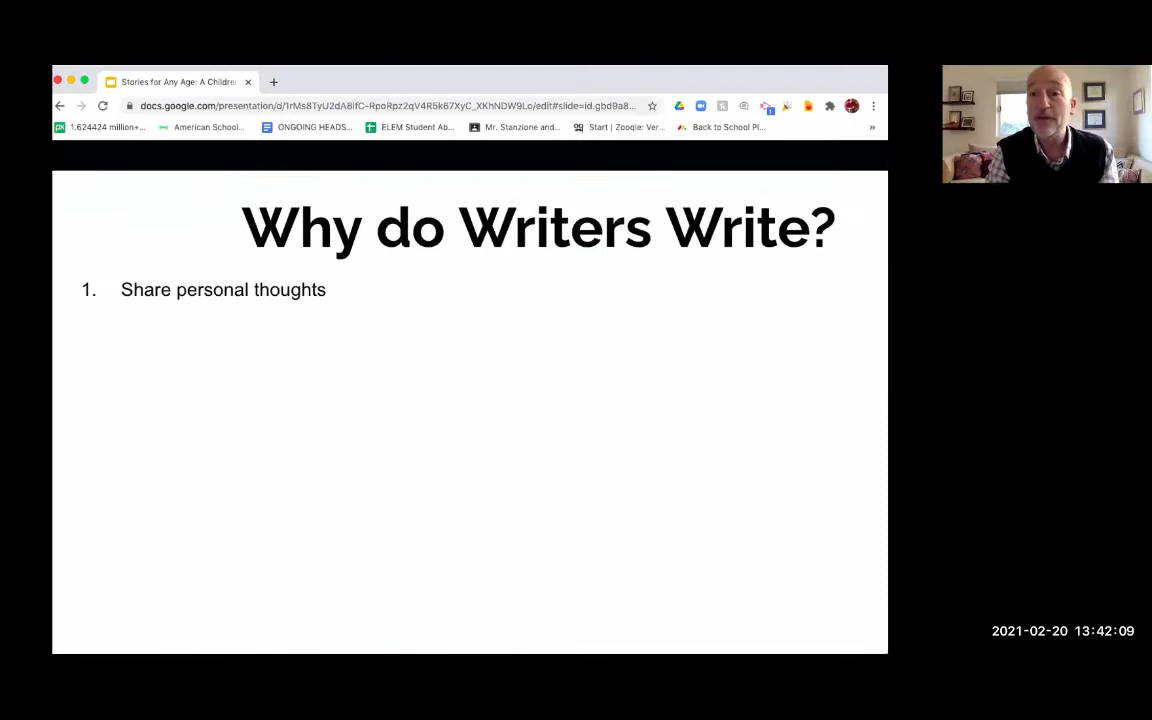 Stories for Any Age: A Childre
docs.google.com/presentation/d/1rMs8TyU2dA8IfC-RpoRpz2qV4R5k67XyC_XKhNDW9Lo/edit#slide=id.gbd9a8...
1.624424 million+... American School... ONGOING HEADS... ELEM Student Ab... Mr. Stanzione and... Start | Zoogle: Ver... Back to School Pl... »
Why do Writers Write?
1. Share personal thoughts
2021-02-20 13:42:09